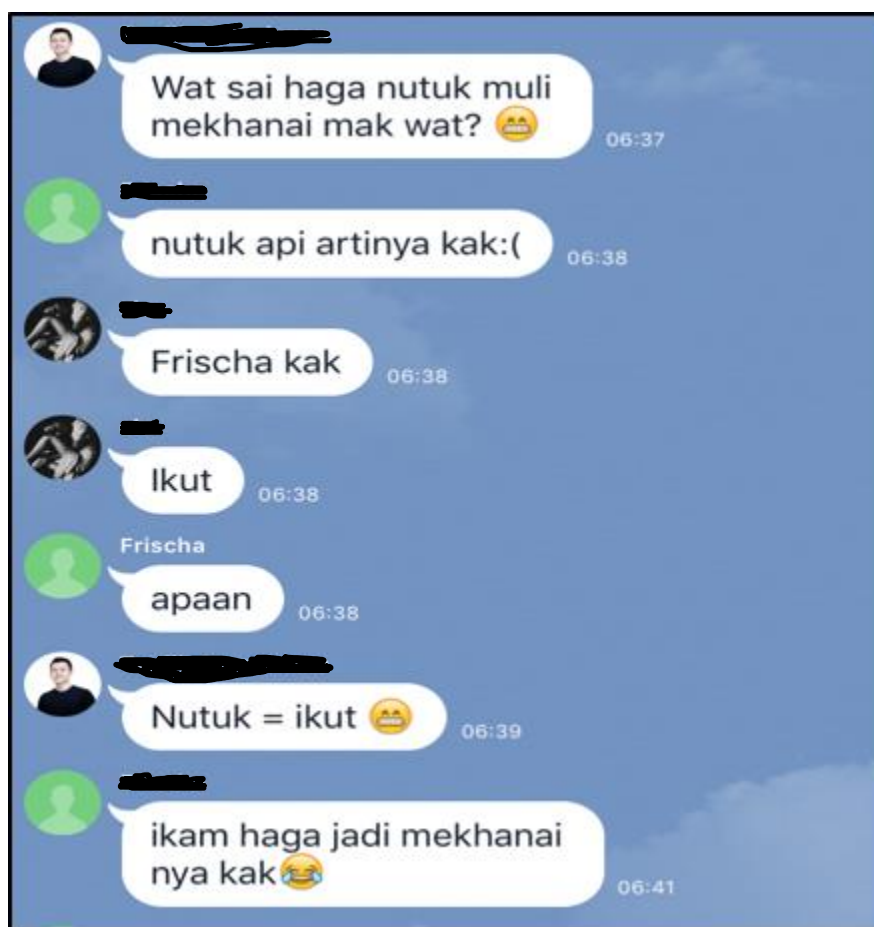 Wat sai haga nutuk muli
mekhanai mak wat? 😁
06:37
nutuk api artinya kak:(
06:38
Frischa kak
06:38
Ikut
06:38
Frischa
apaan
06:38
Nutuk = ikut 😁
06:39
ikam haga jadi mekhanai
nya kak😂
06:41